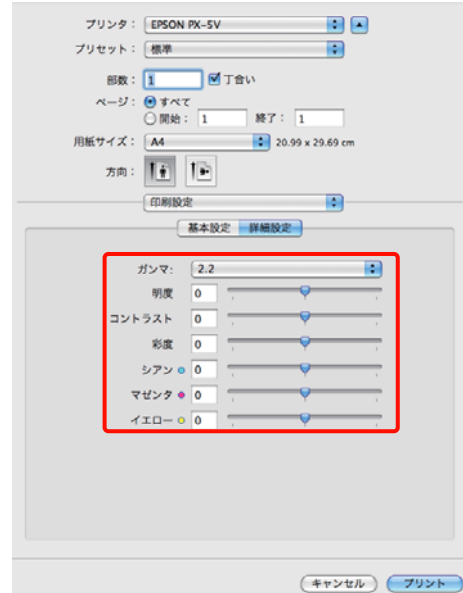 プリンタ： EPSON PX-5V
プリセット： 標準
部数： 1 丁合い
ページ： すべて
開始： 1 終了： 1
用紙サイズ： A4 20.99 x 29.69 cm
方向：
印刷設定
基本設定 詳細設定
ガンマ: 2.2
明度 0
コントラスト 0
彩度 0
シアン 0
マゼンタ 0
イエロー 0
キャンセル プリント